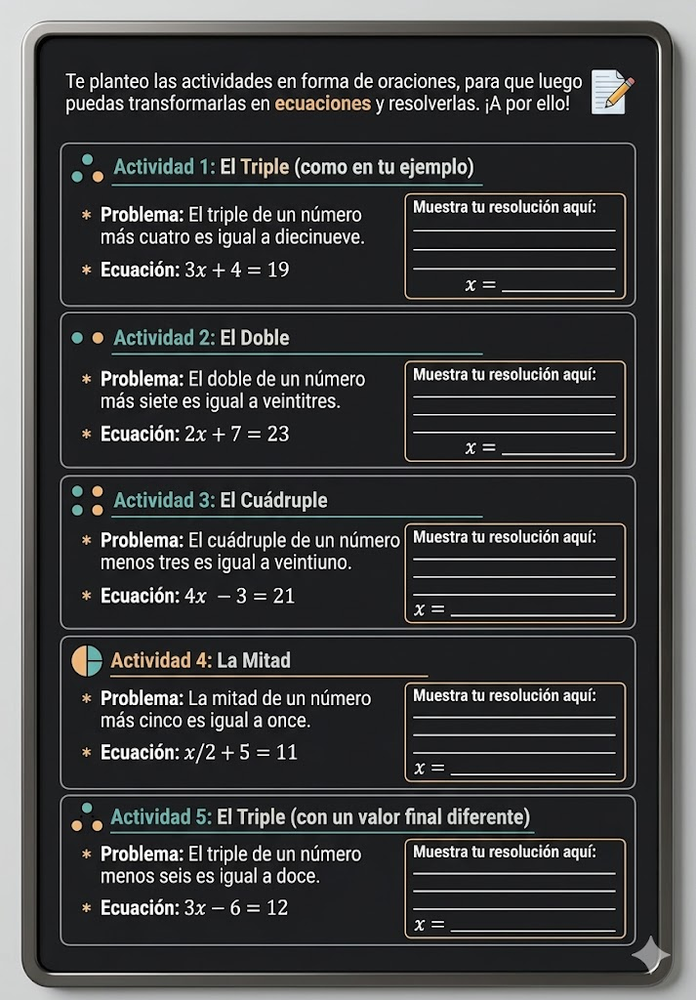 Te planteo las actividades en forma de oraciones, para que luego
puedas transformarlas en ecuaciones y resolverlas. ¡A por ello!
Actividad 1: El Triple (como en tu ejemplo)
* Problema: El triple de un número
más cuatro es igual a diecinueve.
* Ecuación: 3x + 4 = 19
Muestra tu resolución aquí:
x =
Actividad 2: El Doble
* Problema: El doble de un número
más siete es igual a veintitres.
* Ecuación: 2x + 7 = 23
Muestra tu resolución aquí:
x =
Actividad 3: El Cuádruple
* Problema: El cuádruple de un número
menos tres es igual a veintiuno.
* Ecuación: 4x − 3 = 21
Muestra tu resolución aquí:
x =
Actividad 4: La Mitad
* Problema: La mitad de un número
más cinco es igual a once.
* Ecuación: x/2 + 5 = 11
Muestra tu resolución aquí:
x =
Actividad 5: El Triple (con un valor final diferente)
* Problema: El triple de un número
menos seis es igual a doce.
* Ecuación: 3x − 6 = 12
Muestra tu resolución aquí:
x =